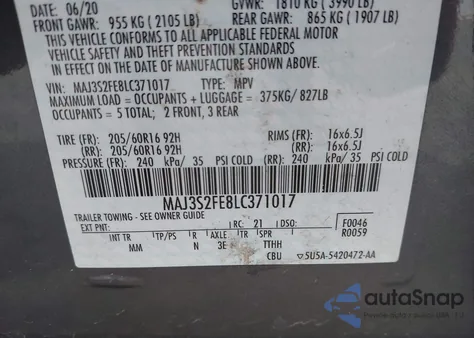 DATE: 06/20 GVWR: 1810 KG ( 3990 LB)
FRONT GAWR: 955 KG ( 2105 LB) REAR GAWR: 865 KG ( 1907 LB)
THIS VEHICLE CONFORMS TO ALL APPLICABLE FEDERAL MOTOR
VEHICLE SAFETY AND BUMPER STANDARDS IN EFFECT
ON THE DATE OF MANUFACTURE SHOWN ABOVE.
VIN: MAJ3S2FE8LC371017 TYPE: MPV
MAXIMUM LOAD = OCCUPANTS + LUGGAGE = 375KG/ 827LB
OCCUPANTS = 5 TOTAL; 2 FRONT, 3 REAR
TIRE (FR): 205/60R16 92H RIMS (FR): 16x6.5J
(RR): 205/60R16 92H (RR): 16x6.5J
PRESSURE (FR): 240 kPa/ 35 PSI COLD (RR): 240 kPa/ 35 PSI COLD
MAJ3S2FE8LC371017
TRAILER TOWING - SEE OWNER GUIDE
EXT PNT: RC: 21 DSO: F0046
R0059
INT TR TP/PS R AXLE TR SPR
MM N 3E TTHH
CBU 5U5A-5420472-AA
autoSnap